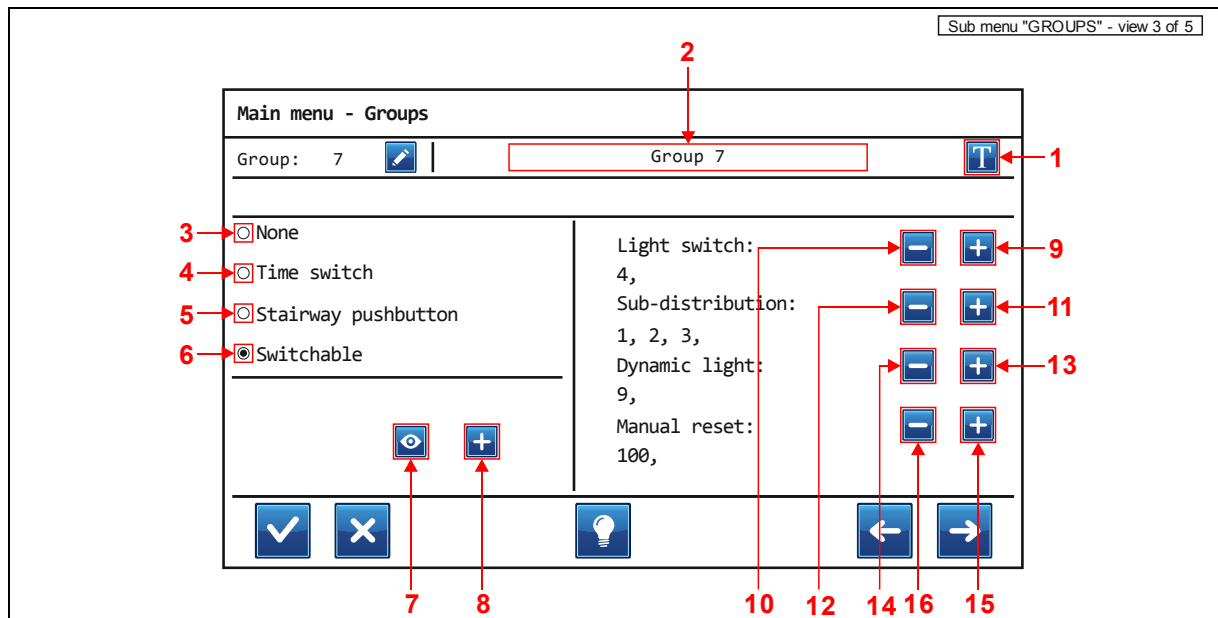 Sub menu "GROUPS" - view 3 of 5
2
Main menu - Groups
Group: 7
Group 7
T
1
3
None
Light switch:
9
4
Time switch
4,
Sub-distribution:
5
Stairway pushbutton
11
1, 2, 3,
6
Switchable
Dynamic light:
13
9,
Manual reset:
100,
7
8
10
12
14
16
15